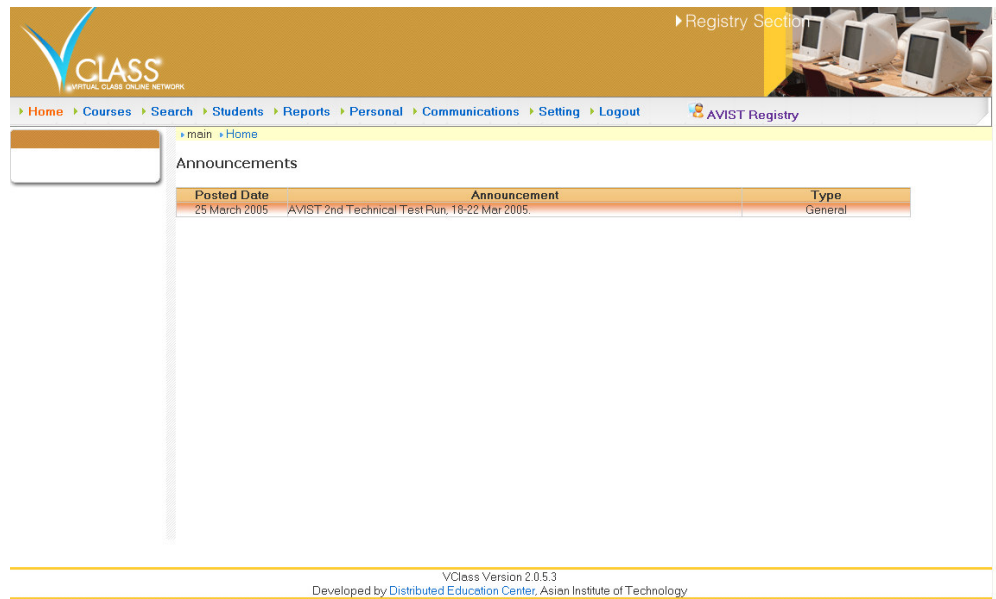 Registry Section
VCLASS
VIRTUAL CLASS ONLINE NETWORK
Home Courses Search Students Reports Personal Communications Setting Logout AVIST Registry
main Home
Announcements
Posted Date Announcement Type
25 March 2005 AVIST 2nd Technical Test Run, 18-22 Mar 2005. General
VClass Version 2.0.5.3
Developed by Distributed Education Center, Asian Institute of Technology